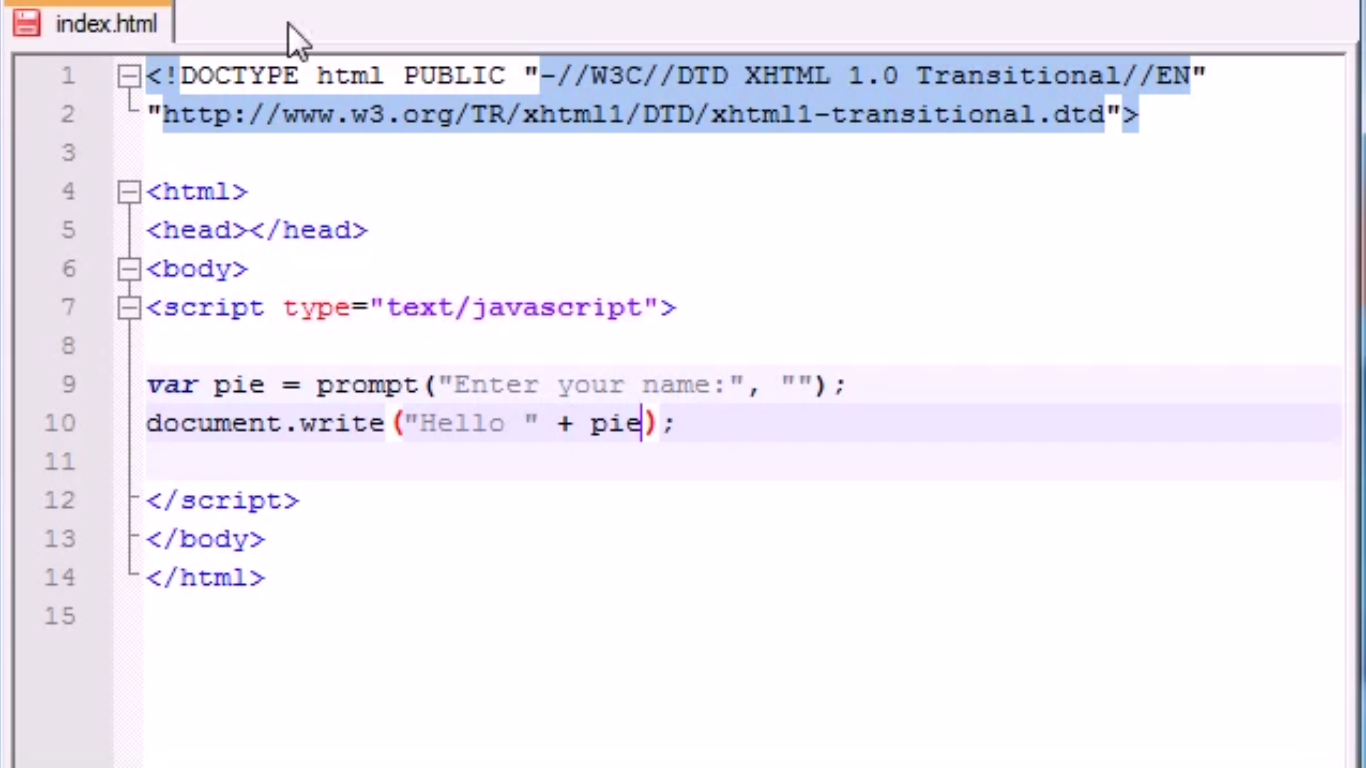 index.html
1 <!DOCTYPE html PUBLIC "-//W3C//DTD XHTML 1.0 Transitional//EN"
2 "http://www.w3.org/TR/xhtml1/DTD/xhtml1-transitional.dtd">
3
4 <html>
5 <head></head>
6 <body>
7 <script type="text/javascript">
8
9 var pie = prompt("Enter your name:", "");
10 document.write("Hello " + pie);
11
12 </script>
13 </body>
14 </html>
15